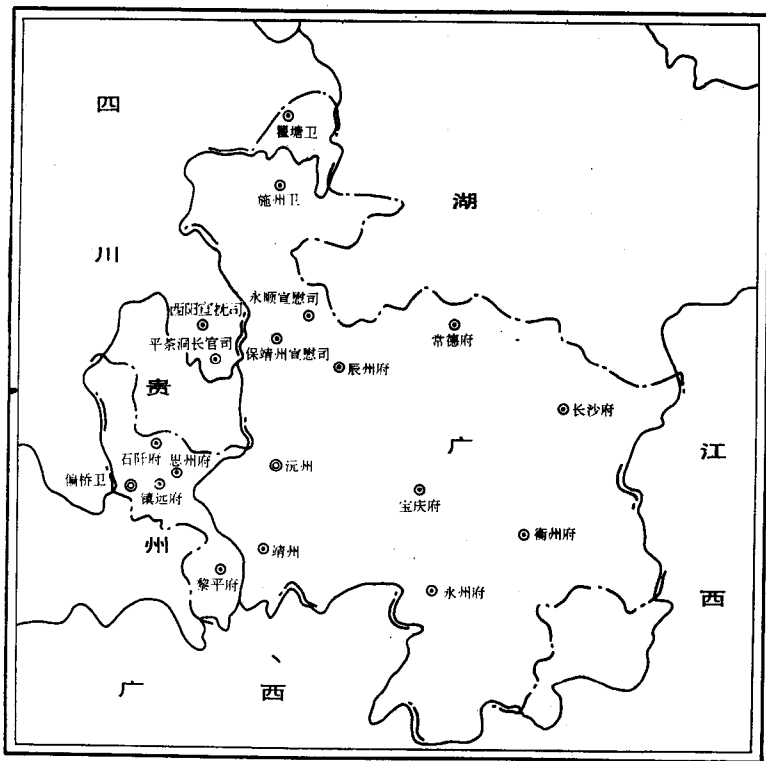 四
瞿塘卫
施州卫
湖
川
永顺宣慰司
酉阳宣抚司
平茶洞长官司
保靖州宣慰司
常德府
辰州府
贵
长沙府
广
江
石阡府
思州府
沅州
偏桥卫
镇远府
宝庆府
衡州府
州
靖州
黎平府
永州府
西
广
西